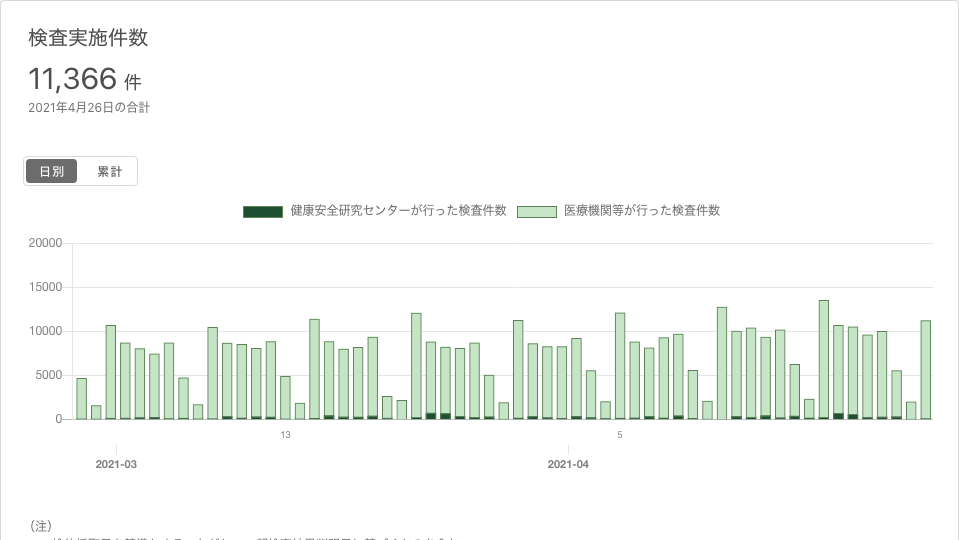 検査実施件数
11,366 件
2021年4月26日の合計
日別 累計
健康安全研究センターが行った検査件数 医療機関等が行った検査件数
20000
15000
10000
5000
0
13 5
2021-03 2021-04
（注）